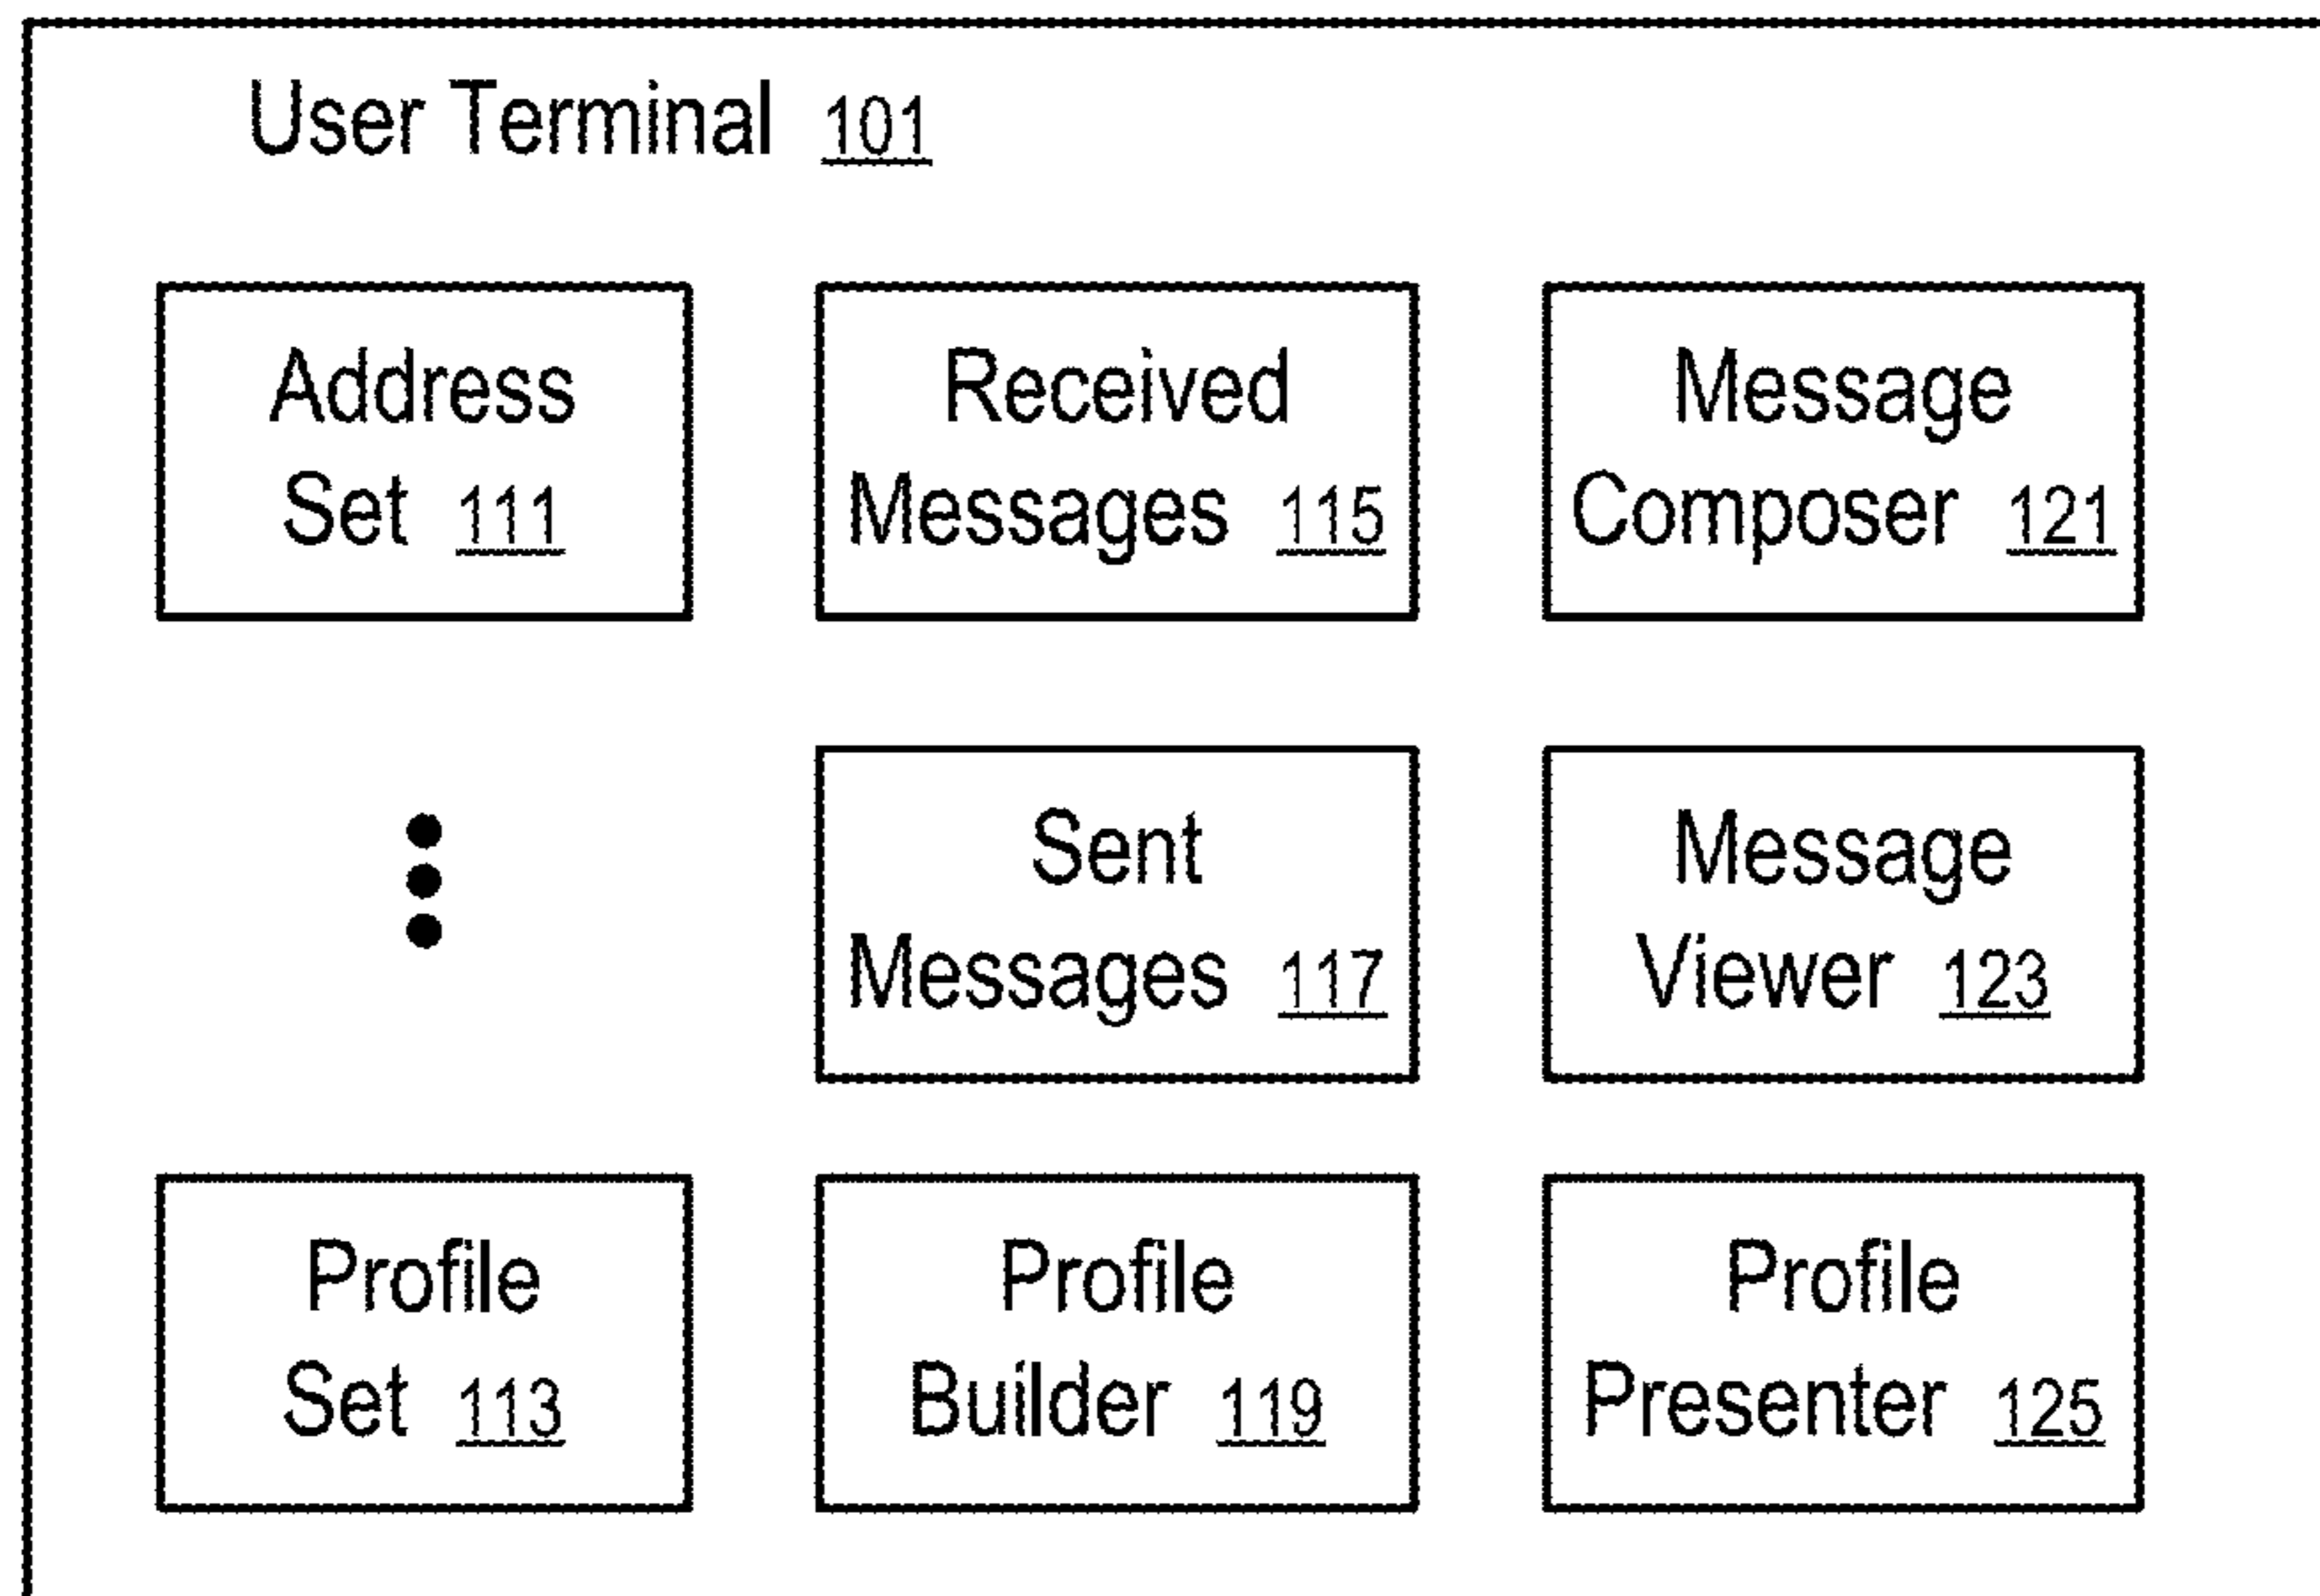 User Terminal 101
Address
Set 111
Received
Messages 115
Message
Composer 121
Sent
Messages 117
Message
Viewer 123
Profile
Set 113
Profile
Builder 119
Profile
Presenter 125